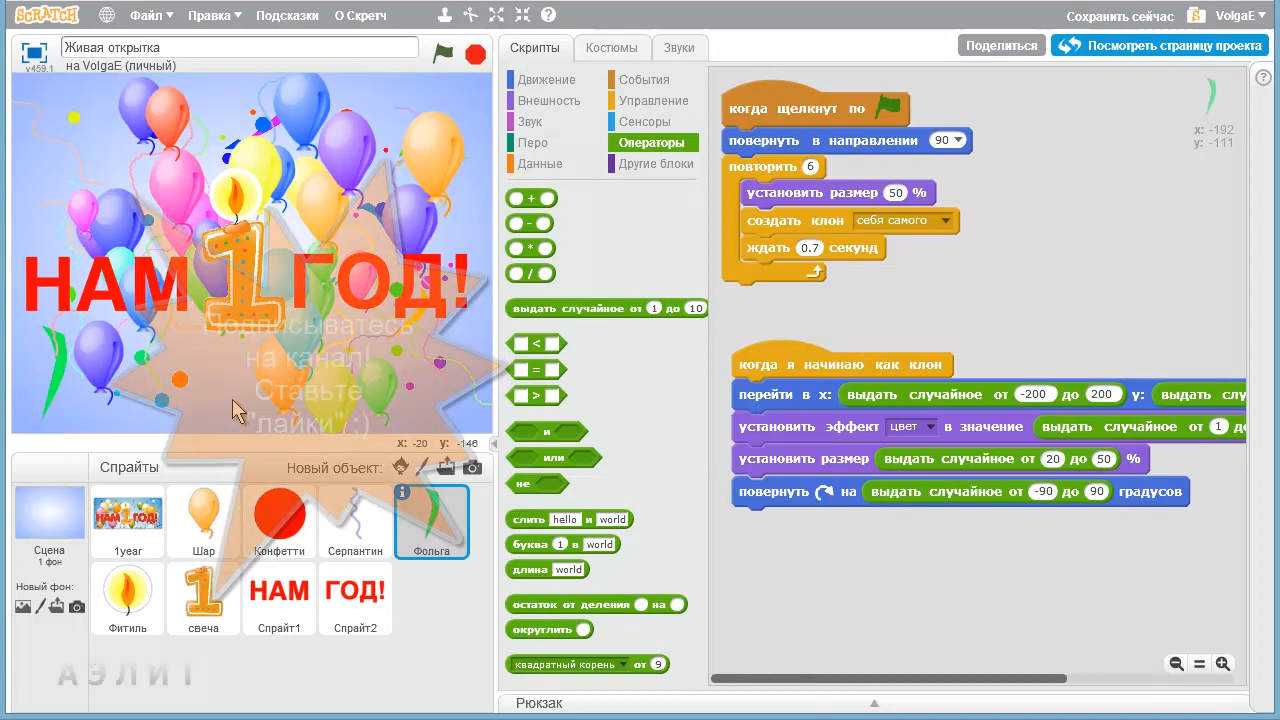 SCRATCH Файл Правка Подсказки О Скретч Сохранить сейчас VolgaE
Живая открытка
на VolgaE (личный)
v459.1
НАМ 1 ГОД!
Подписыватесь
на канал!
Ставьте
"лайки" ;)
x: -20 y: -146
Спрайты Новый объект:
Сцена
1 фон
Новый фон:
НАМ 1 ГОД!
1year
Шар
Конфетти
Серпантин
Фольга
Фитиль
свеча
НАМ
Спрайт1
ГОД!
Спрайт2
АЭЛИТ
Скрипты Костюмы Звуки
Поделиться Посмотреть страницу проекта
Движение События
Внешность Управление
Звук Сенсоры
Перо Операторы
Данные Другие блоки
+
-
*
/
выдать случайное от 1 до 10
<
=
>
и
или
не
слить hello и world
буква 1 в world
длина world
остаток от деления на
округлить
квадратный корень от 9
x: -192
y: -111
когда щелкнут по
повернуть в направлении 90
повторить 6
установить размер 50 %
создать клон себя самого
ждать 0.7 секунд
когда я начинаю как клон
перейти в x: выдать случайное от -200 до 200 y: выдать слу
установить эффект цвет в значение выдать случайное от 1 до
установить размер выдать случайное от 20 до 50 %
повернуть на выдать случайное от -90 до 90 градусов
Рюкзак